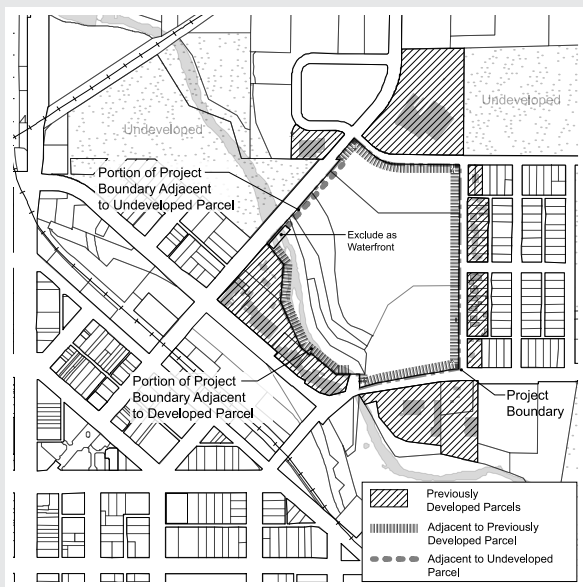 Undeveloped
Undeveloped
Portion of Project
Boundary Adjacent
to Undeveloped Parcel
Exclude as
Waterfront
Portion of Project
Boundary Adjacent
to Developed Parcel
Project
Boundary
Previously
Developed Parcels
Adjacent to Previously
Developed Parcel
Adjacent to Undeveloped
Parcel